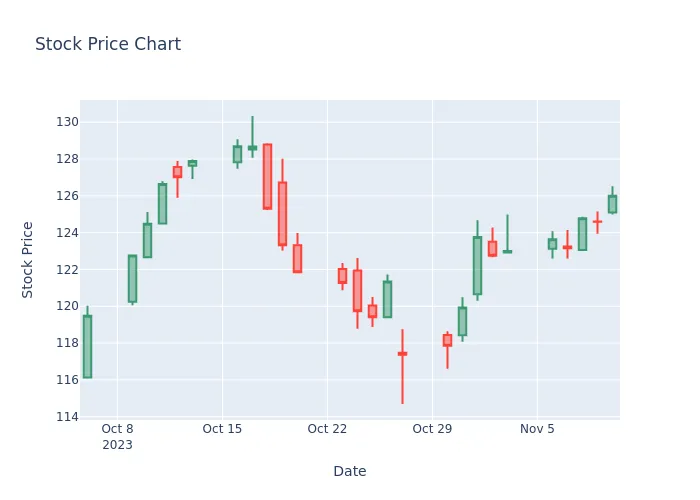 Stock Price Chart
Stock Price
130
128
126
124
122
120
118
116
114
Oct 8
2023
Oct 15
Oct 22
Oct 29
Nov 5
Date